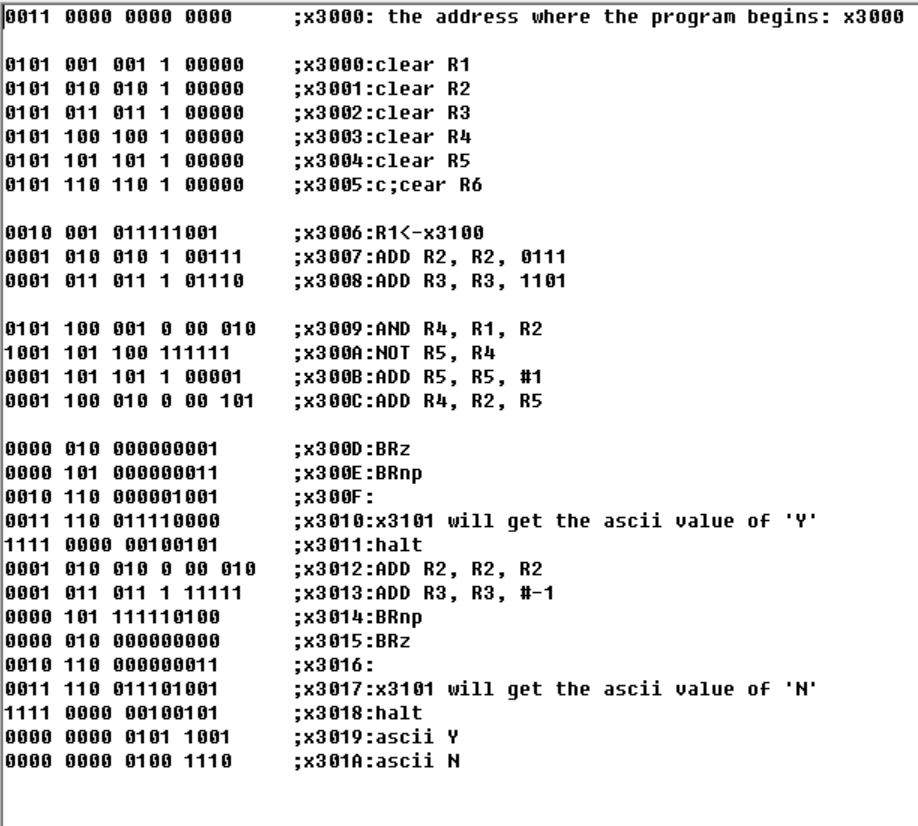 0011 0000 0000 0000 ;x3000: the address where the program begins: x3000
0101 001 001 1 00000 ;x3000:clear R1
0101 010 010 1 00000 ;x3001:clear R2
0101 011 011 1 00000 ;x3002:clear R3
0101 100 100 1 00000 ;x3003:clear R4
0101 101 101 1 00000 ;x3004:clear R5
0101 110 110 1 00000 ;x3005:c;cear R6
0010 001 011111001 ;x3006:R1<-x3100
0001 010 010 1 00111 ;x3007:ADD R2, R2, 0111
0001 011 011 1 01110 ;x3008:ADD R3, R3, 1101
0101 100 001 0 00 010 ;x3009:AND R4, R1, R2
1001 101 100 111111 ;x300A:NOT R5, R4
0001 101 101 1 00001 ;x300B:ADD R5, R5, #1
0001 100 010 0 00 101 ;x300C:ADD R4, R2, R5
0000 010 000000001 ;x300D:BRz
0000 101 000000011 ;x300E:BRnp
0010 110 000001001 ;x300F:
0011 110 011110000 ;x3010:x3101 will get the ascii value of 'Y'
1111 0000 00100101 ;x3011:halt
0001 010 010 0 00 010 ;x3012:ADD R2, R2, R2
0001 011 011 1 11111 ;x3013:ADD R3, R3, #-1
0000 101 111110100 ;x3014:BRnp
0000 010 000000000 ;x3015:BRz
0010 110 000000011 ;x3016:
0011 110 011101001 ;x3017:x3101 will get the ascii value of 'N'
1111 0000 00100101 ;x3018:halt
0000 0000 0101 1001 ;x3019:ascii Y
0000 0000 0100 1110 ;x301A:ascii N